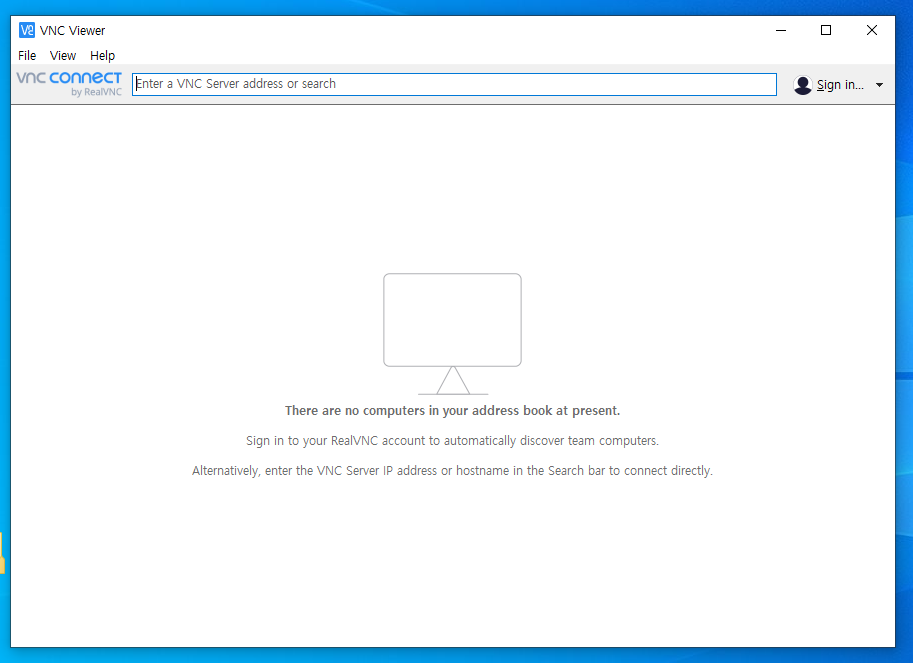 VNC Viewer
File View Help
VNC CONNECT
by RealVNC
Enter a VNC Server address or search
Sign in...
There are no computers in your address book at present.
Sign in to your RealVNC account to automatically discover team computers.
Alternatively, enter the VNC Server IP address or hostname in the Search bar to connect directly.